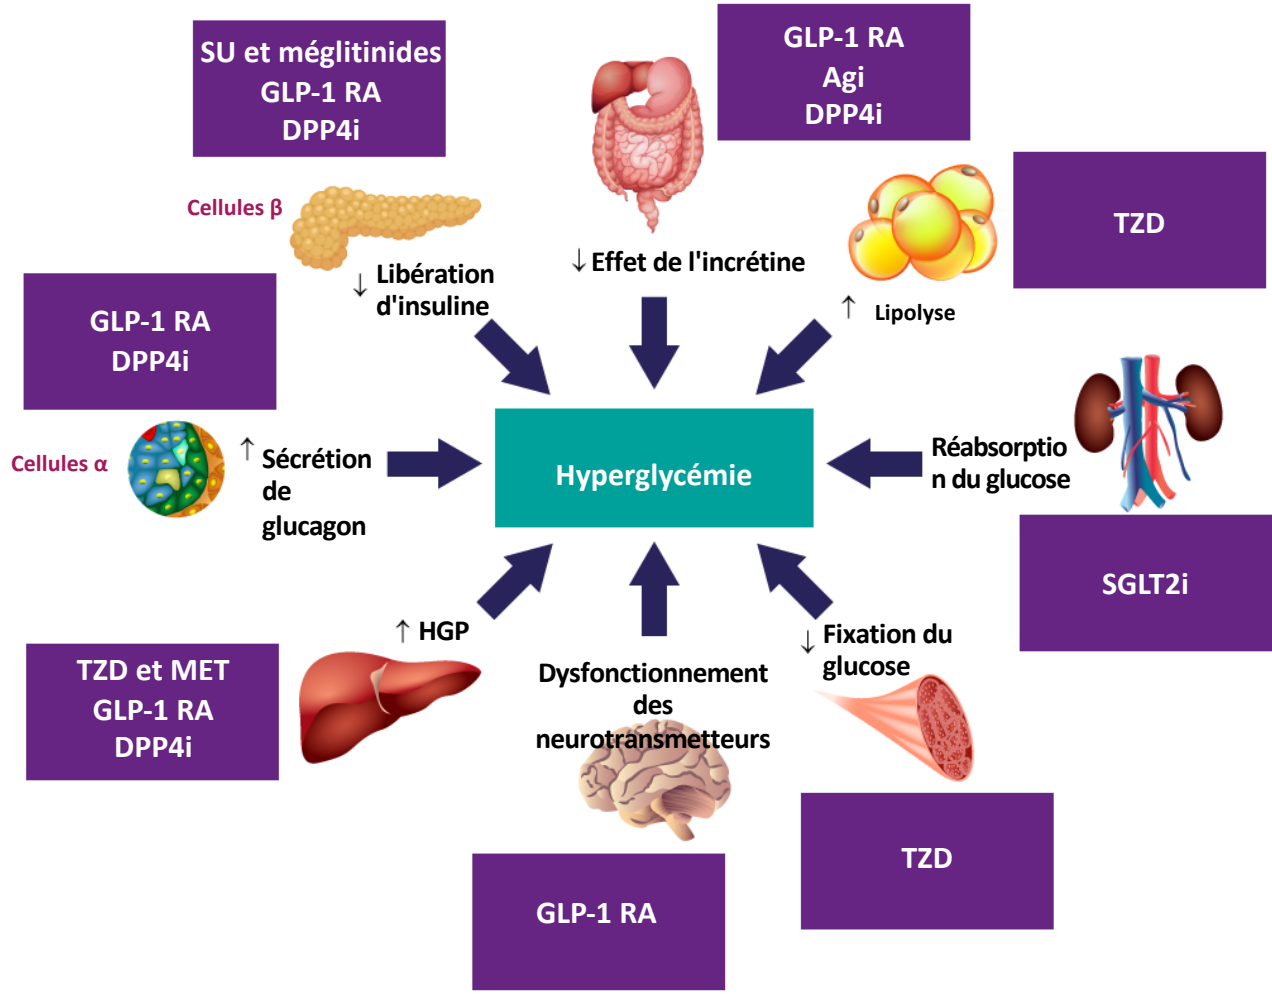 SU et méglitinides
GLP-1 RA
DPP4i
GLP-1 RA
Agi
DPP4i
TZD
Cellules β
↓ Libération
d'insuline
↓ Effet de l'incrétine
↑ Lipolyse
GLP-1 RA
DPP4i
Cellules α
↑ Sécrétion
de
glucagon
Hyperglycémie
Réabsorptio
n du glucose
SGLT2i
↑ HGP
TZD et MET
GLP-1 RA
DPP4i
Dysfonctionnement
des
neurotransmetteurs
↓ Fixation du
glucose
GLP-1 RA
TZD